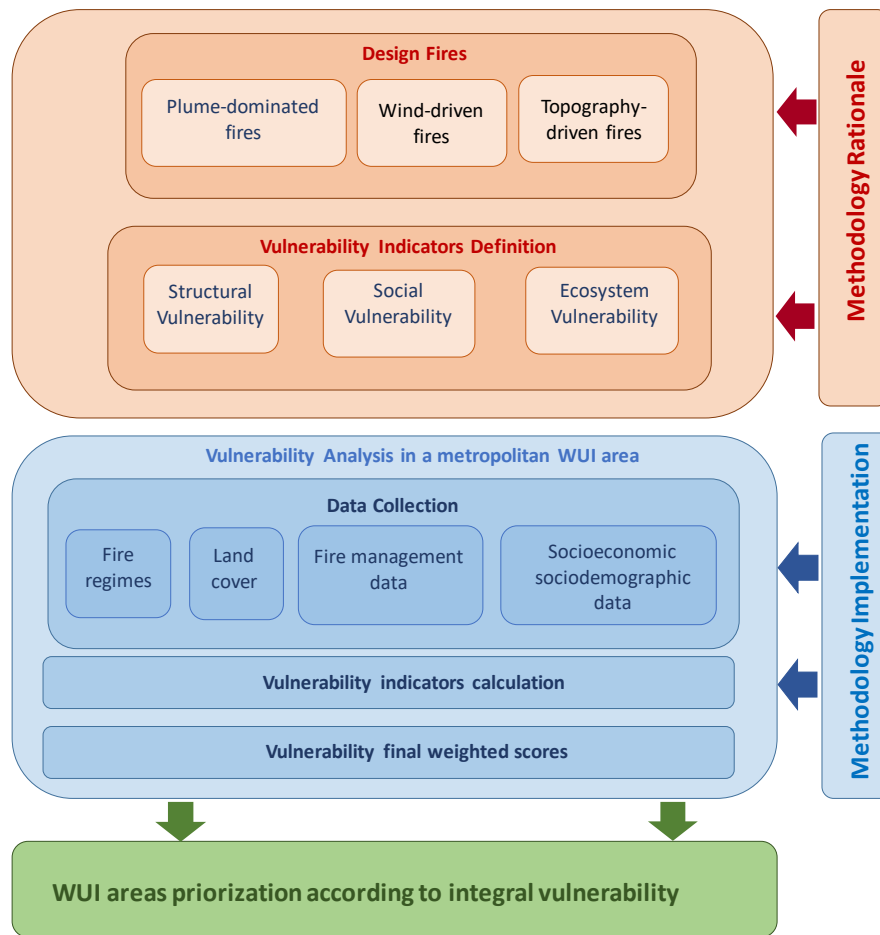 Design Fires
Plume-dominated
fires
Wind-driven
fires
Topography-
driven fires
Vulnerability Indicators Definition
Structural
Vulnerability
Social
Vulnerability
Ecosystem
Vulnerability
Methodology Rationale
Vulnerability Analysis in a metropolitan WUI area
Data Collection
Fire
regimes
Land
cover
Fire management
data
Socioeconomic
sociodemographic
data
Vulnerability indicators calculation
Vulnerability final weighted scores
Methodology Implementation
WUI areas priorization according to integral vulnerability